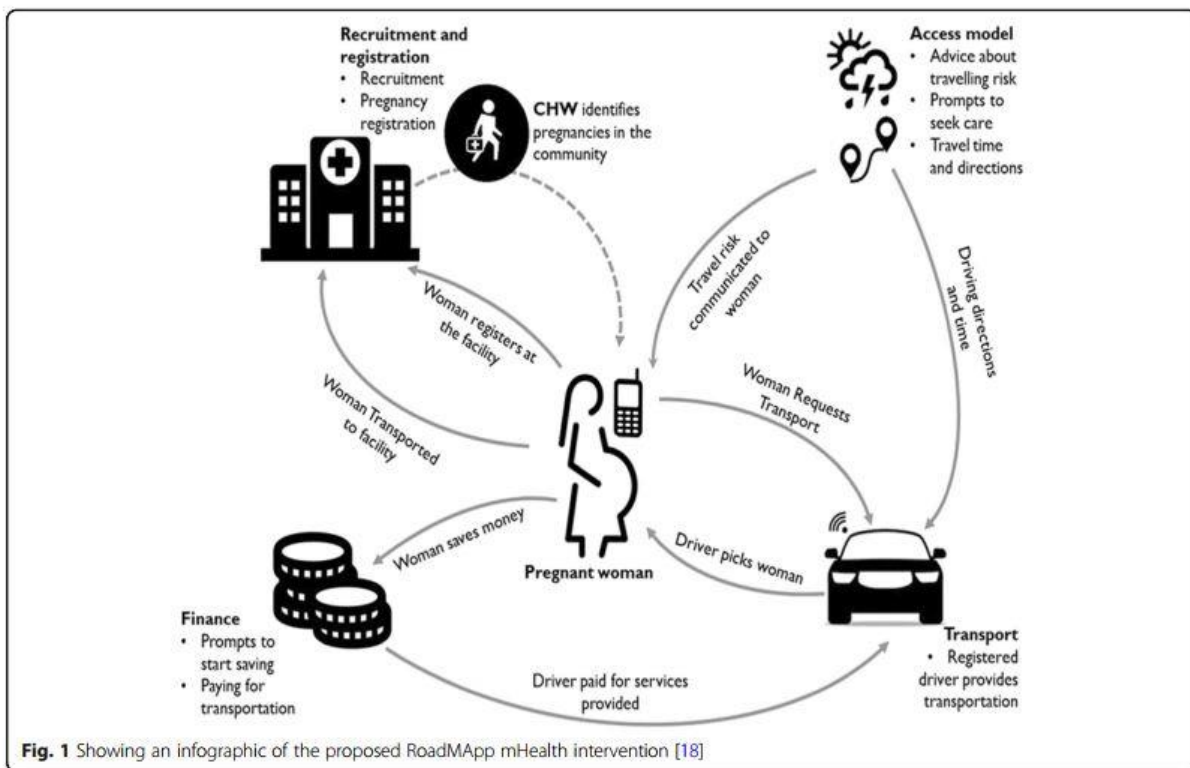 Recruitment and
registration
• Recruitment
• Pregnancy
registration
CHW identifies
pregnancies in the
community
Access model
• Advice about
travelling risk
• Prompts to
seek care
• Travel time
and directions
Travel risk
communicated to
woman
Driving directions
and time
Woman registers at
the facility
Woman Transported
to facility
Woman Requests
Transport
Woman saves money
Pregnant woman
Driver picks woman
Finance
• Prompts to
start saving
• Paying for
transportation
Driver paid for services
provided
Transport
• Registered
driver provides
transportation
Fig. 1 Showing an infographic of the proposed RoadMApp mHealth intervention [18]